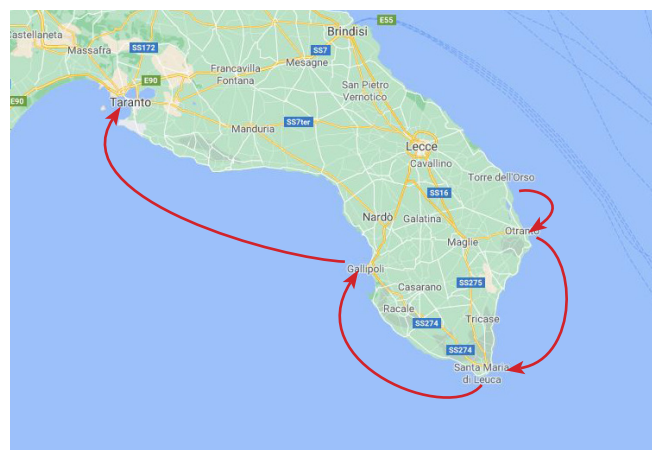 E55
Brindisi
Castellaneta
SS172
Massafra
SS7
Mesagne
Francavilla
Fontana
E90
San Pietro
Vernotico
E90
Taranto
SS7ter
Manduria
Lecce
Cavallino
Torre dell'Orso
SS16
Nardò
Galatina
Otranto
Maglie
Gallipoli
SS275
Casarano
Racale
SS274
Tricase
SS274
Santa Maria
di Leuca